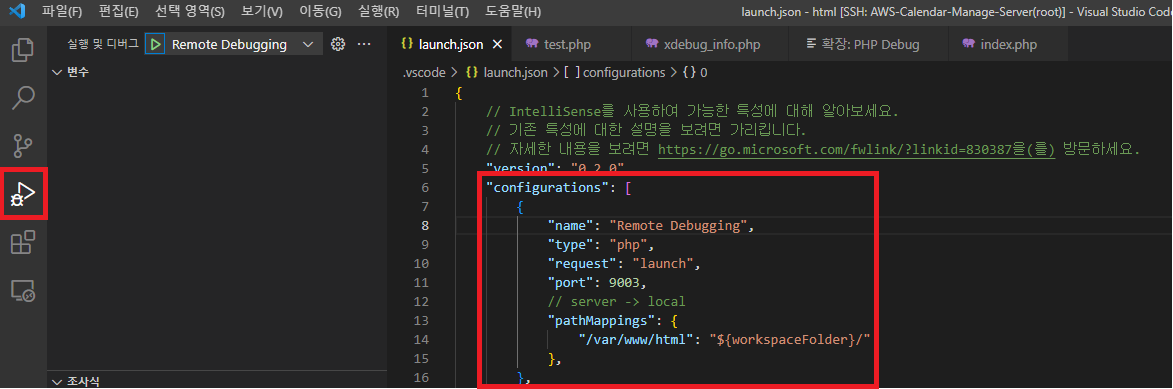 파일(F) 편집(E) 선택 영역(S) 보기(V) 이동(G) 실행(R) 터미널(T) 도움말(H) launch.json - html [SSH: AWS-Calendar-Manage-Server(root)] - Visual Studio Code
실행 및 디버그 Remote Debugging ··· {} launch.json × test.php xdebug_info.php 확장: PHP Debug index.php
변수
.vscode > {} launch.json > [ ] configurations > {} 0
1 {
2 // IntelliSense를 사용하여 가능한 특성에 대해 알아보세요.
3 // 기존 특성에 대한 설명을 보려면 가리킵니다.
4 // 자세한 내용을 보려면 https://go.microsoft.com/fwlink/?linkid=830387을(를) 방문하세요.
5 "version": "0.2.0"
6 "configurations": [
7 {
8 "name": "Remote Debugging",
9 "type": "php",
10 "request": "launch",
11 "port": 9003,
12 // server -> local
13 "pathMappings": {
14 "/var/www/html": "${workspaceFolder}/"
15 },
16 },
조사식